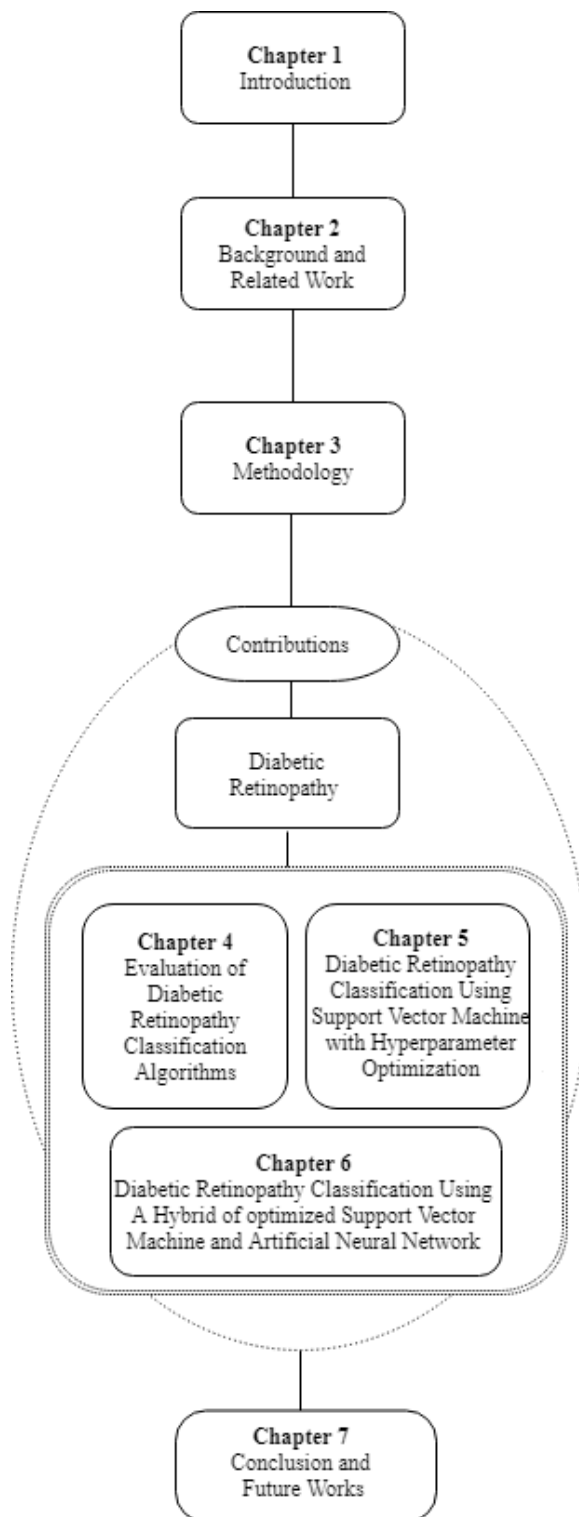 Chapter 1
Introduction
Chapter 2
Background and
Related Work
Chapter 3
Methodology
Contributions
Diabetic
Retinopathy
Chapter 4
Evaluation of
Diabetic
Retinopathy
Classification
Algorithms
Chapter 5
Diabetic Retinopathy
Classification Using
Support Vector Machine
with Hyperparameter
Optimization
Chapter 6
Diabetic Retinopathy Classification Using
A Hybrid of optimized Support Vector
Machine and Artificial Neural Network
Chapter 7
Conclusion and
Future Works